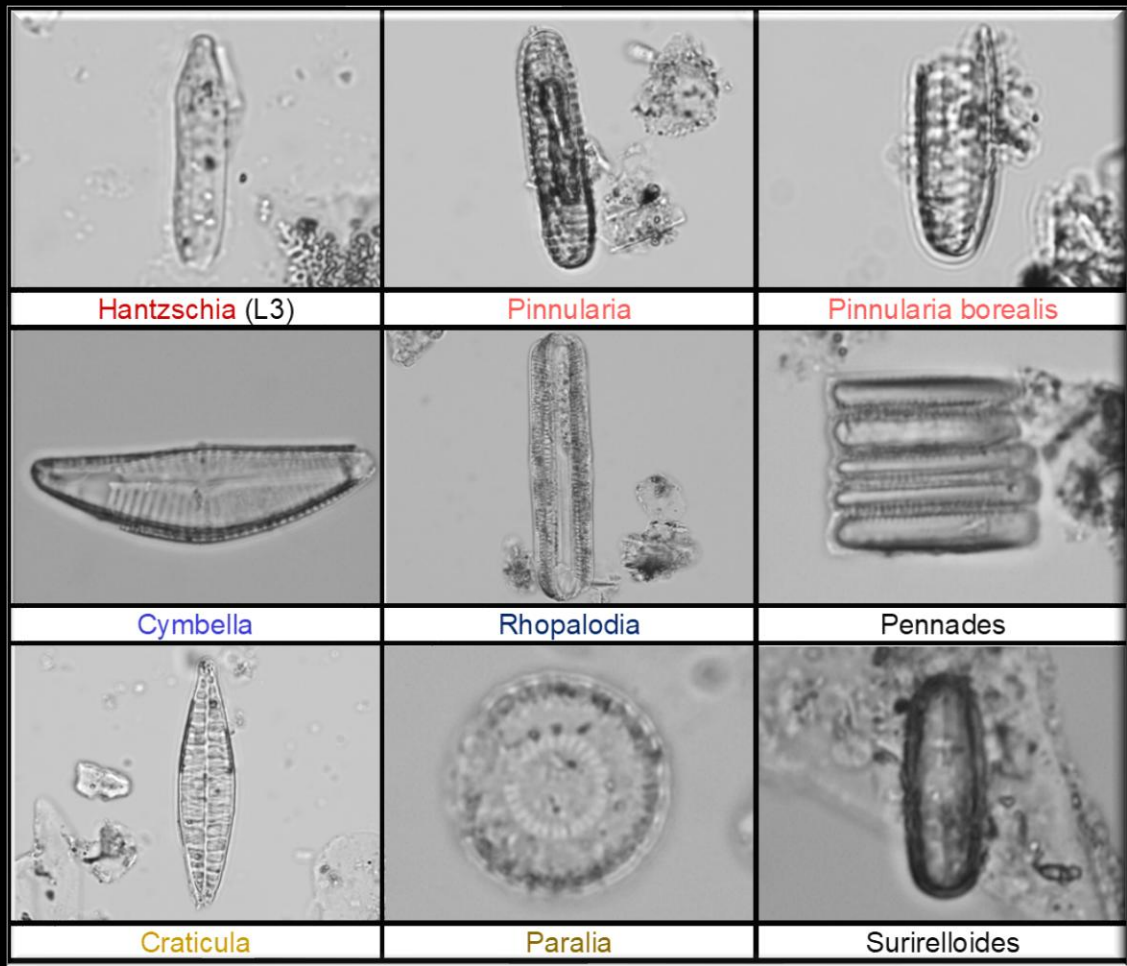 Hantzschia (L3)
Pinnularia
Pinnularia borealis
Cymbella
Rhopalodia
Pennades
Craticula
Paralia
Surirelloides